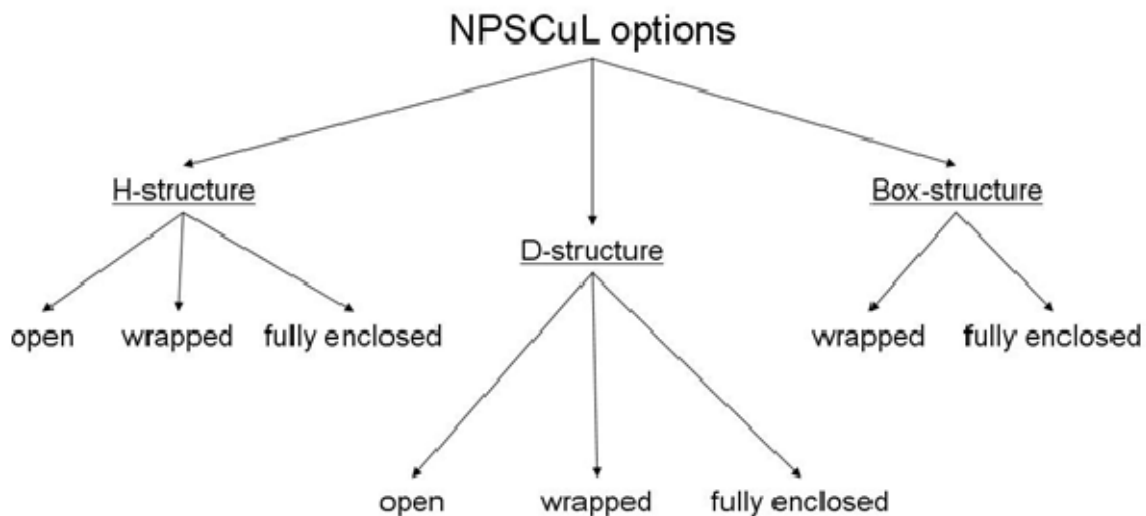 NPSCuL options
H-structure
Box-structure
D-structure
open wrapped fully enclosed
wrapped fully enclosed
open wrapped fully enclosed